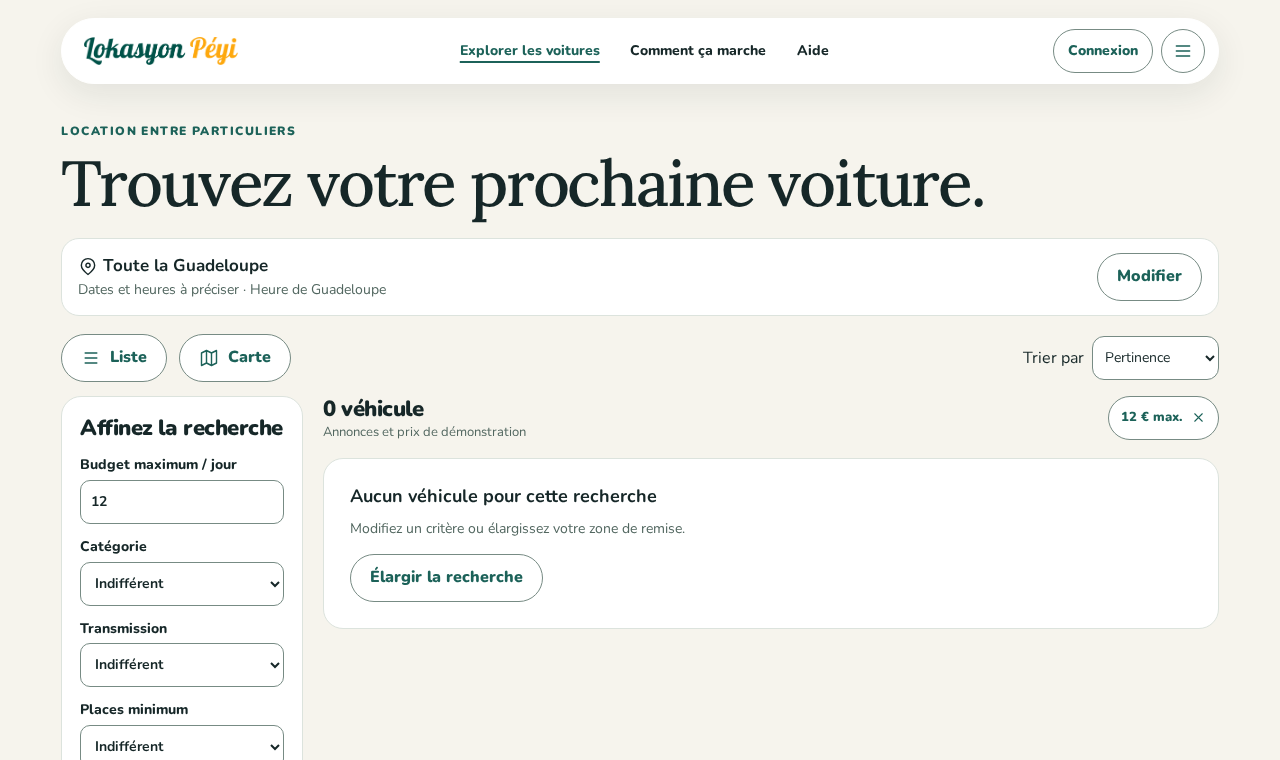 Lokasyon Péyi
Explorer les voitures
Comment ça marche
Aide
Connexion
LOCATION ENTRE PARTICULIERS
Trouvez votre prochaine voiture.
Toute la Guadeloupe
Dates et heures à préciser · Heure de Guadeloupe
Modifier
Liste
Carte
Trier par
Pertinence
Affinez la recherche
Budget maximum / jour
12
Catégorie
Indifférent
Transmission
Indifférent
Places minimum
Indifférent
0 véhicule
Annonces et prix de démonstration
12 € max. ×
Aucun véhicule pour cette recherche
Modifiez un critère ou élargissez votre zone de remise.
Élargir la recherche